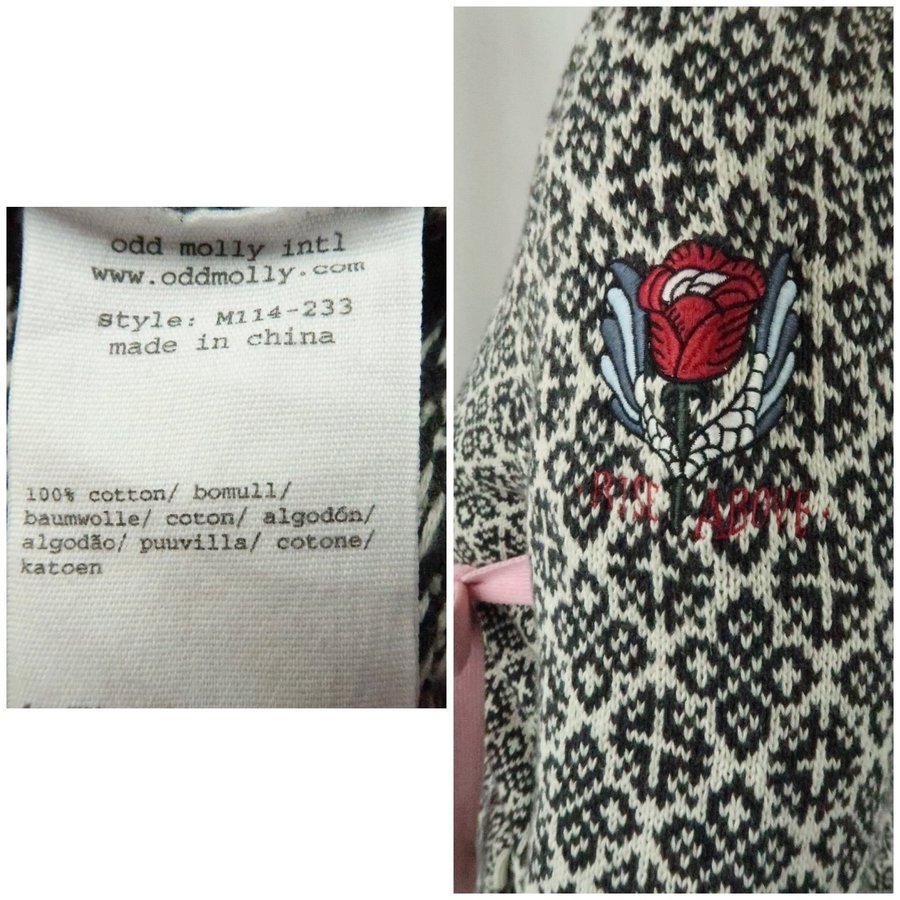 odd molly intl
www.oddmolly.com
style: M114-233
made in china
100% cotton/ bomull/
baumwolle/ coton/ algodón/
algodão/ puuvilla/ cotone/
katoen
RISE ABOVE